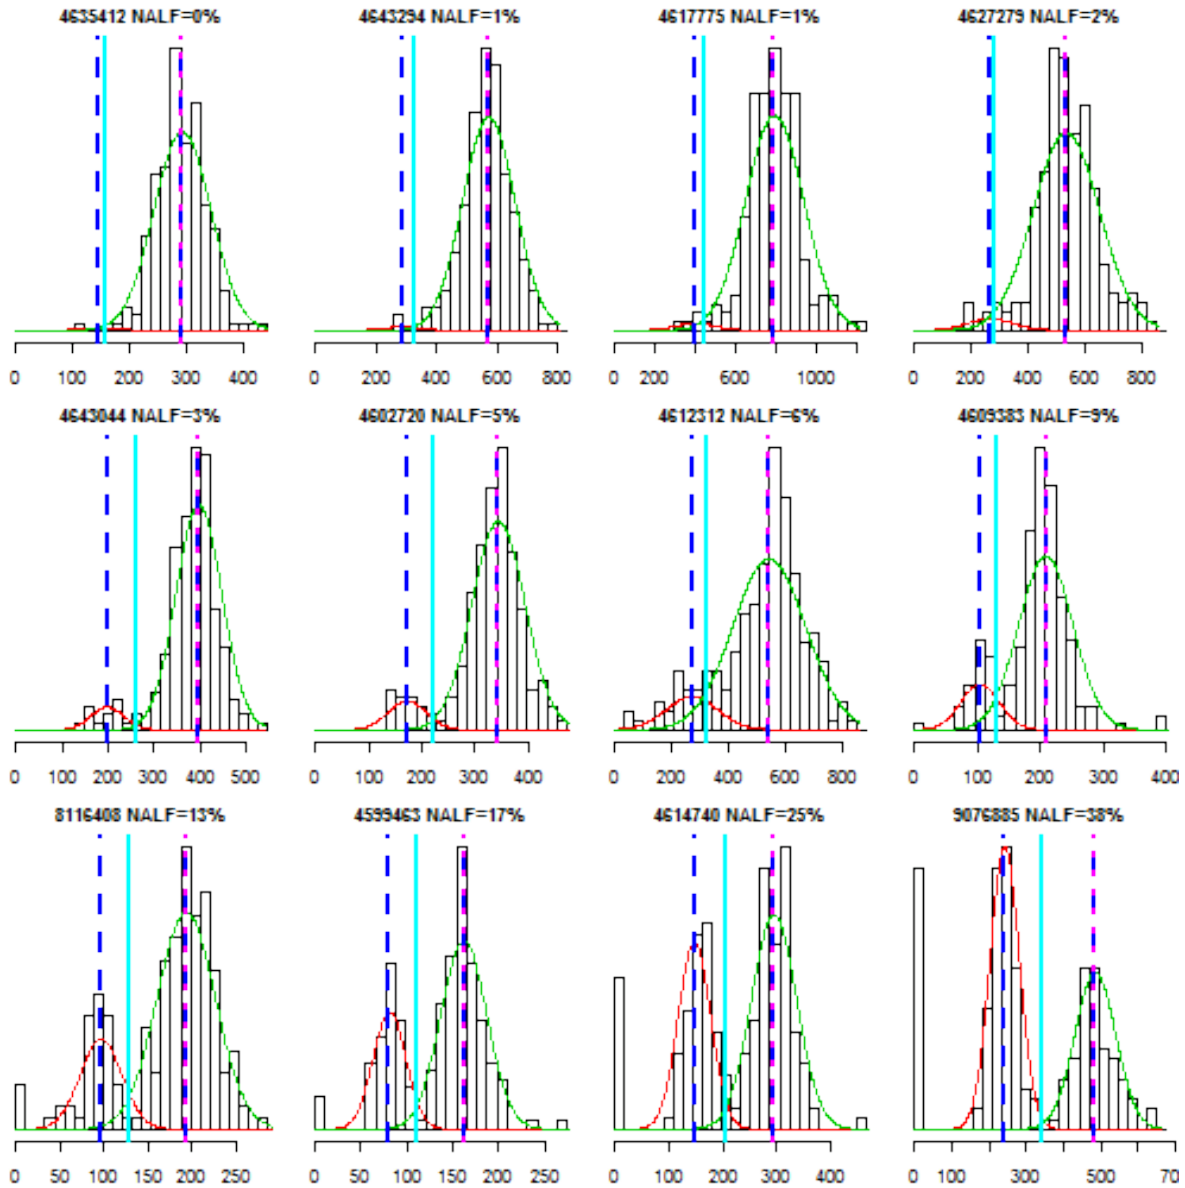 4635412 NALF=0% 4643294 NALF=1% 4617775 NALF=1% 4627279 NALF=2%
0 100 200 300 400 0 200 400 600 800 0 200 600 1000 0 200 400 600 800
4643044 NALF=3% 4602720 NALF=5% 4612312 NALF=6% 4609383 NALF=9%
0 100 200 300 400 500 0 100 200 300 400 0 200 400 600 800 0 100 200 300 400
8116408 NALF=13% 4599463 NALF=17% 4614740 NALF=25% 9076885 NALF=38%
0 50 100 150 200 250 0 50 100 150 200 250 0 100 200 300 400 0 100 300 500 70